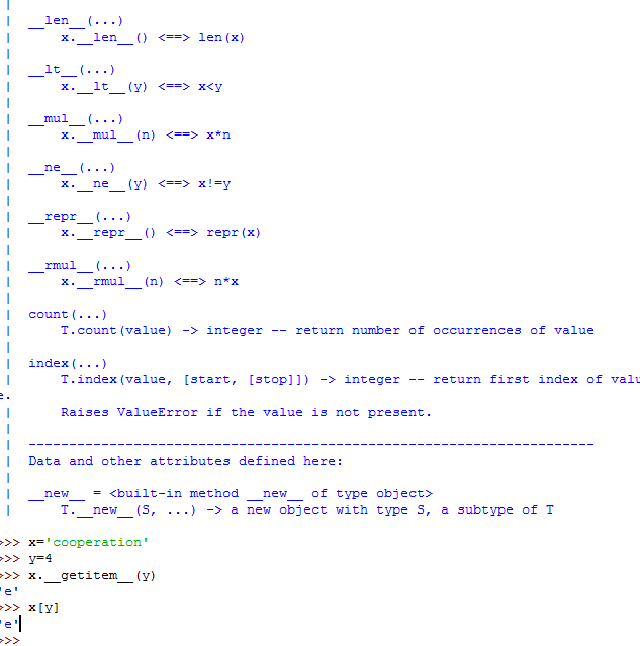 |
| __len__(...)
| x.__len__() <==> len(x)
|
| __lt__(...)
| x.__lt__(y) <==> x<y
|
| __mul__(...)
| x.__mul__(n) <==> x*n
|
| __ne__(...)
| x.__ne__(y) <==> x!=y
|
| __repr__(...)
| x.__repr__() <==> repr(x)
|
| __rmul__(...)
| x.__rmul__(n) <==> n*x
|
| count(...)
| T.count(value) -> integer -- return number of occurrences of value
|
| index(...)
| T.index(value, [start, [stop]]) -> integer -- return first index of valu
e.
| Raises ValueError if the value is not present.
|
| ----------------------------------------------------------------------
| Data and other attributes defined here:
|
| __new__ = <built-in method __new__ of type object>
| T.__new__(S, ...) -> a new object with type S, a subtype of T

>>> x='cooperation'
>>> y=4
>>> x.__getitem__(y)
'e'
>>> x[y]
'e'
>>>